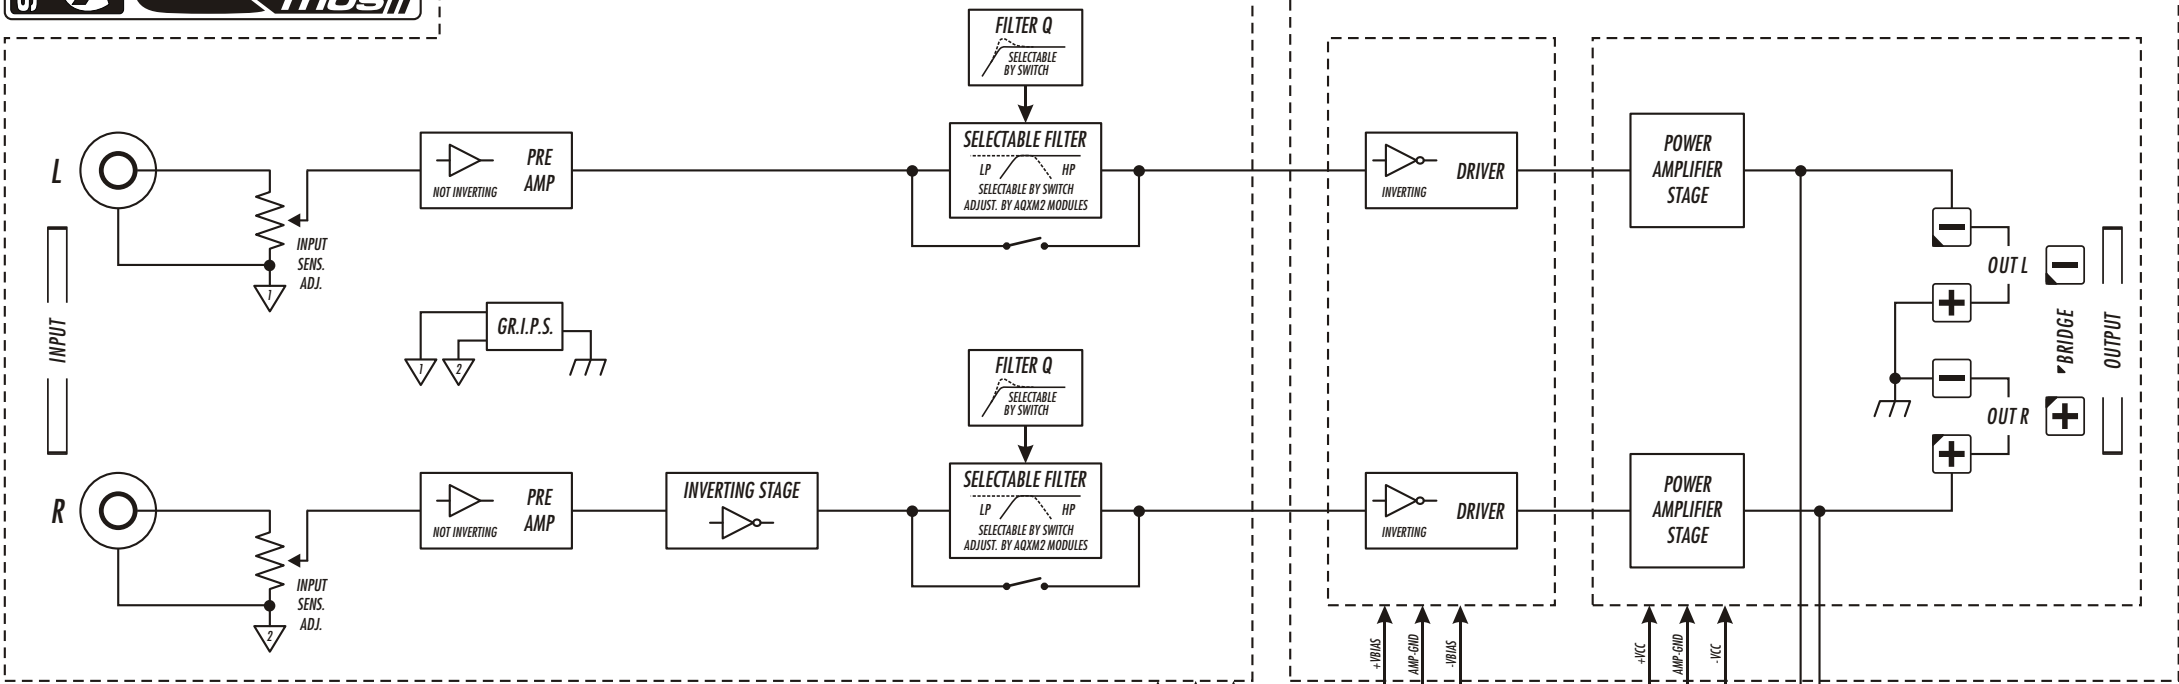 FILTER Q
SELECTABLE
BY SWITCH
L
PRE
AMP
NOT INVERTING
SELECTABLE FILTER
LP HP
SELECTABLE BY SWITCH
ADJUST. BY AQXM2 MODULES
DRIVER
INVERTING
POWER
AMPLIFIER
STAGE
INPUT
SENS.
ADJ.
1
OUT L
INPUT
GR.I.P.S.
1 2
BRIDGE
OUTPUT
FILTER Q
SELECTABLE
BY SWITCH
OUT R
R
PRE
AMP
NOT INVERTING
INVERTING STAGE
SELECTABLE FILTER
LP HP
SELECTABLE BY SWITCH
ADJUST. BY AQXM2 MODULES
DRIVER
INVERTING
POWER
AMPLIFIER
STAGE
INPUT
SENS.
ADJ.
2
+VBIAS
AMP-GND
-VBIAS
+VCC
AMP-GND
-VCC